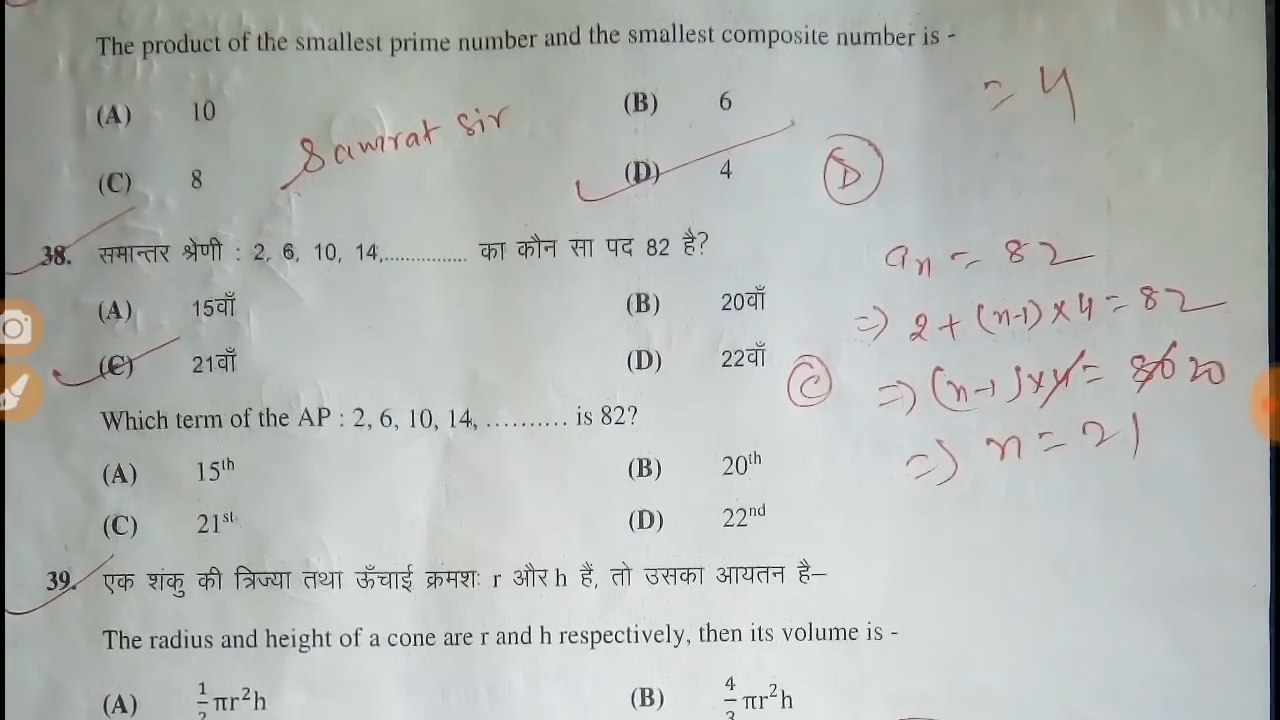 The product of the smallest prime number and the smallest composite number is -
= 4
(A) 10 (B) 6
Samrat Sir
(C) 8 (D) 4
D
38. समान्तर श्रेणी : 2, 6, 10, 14,................ का कौन सा पद 82 है?
(A) 15वाँ (B) 20वाँ
(C) 21वाँ (D) 22वाँ
an = 82
=> 2 + (n-1) × 4 = 82
C
=> (n-1) × 4 = 80 20
=> n = 21
Which term of the AP : 2, 6, 10, 14, .......... is 82?
(A) 15th (B) 20th
(C) 21st (D) 22nd
39. एक शंकु की त्रिज्या तथा ऊँचाई क्रमशः r और h हैं, तो उसका आयतन है–
The radius and height of a cone are r and h respectively, then its volume is -
(A) 1/2 πr²h (B) 4/3 πr²h